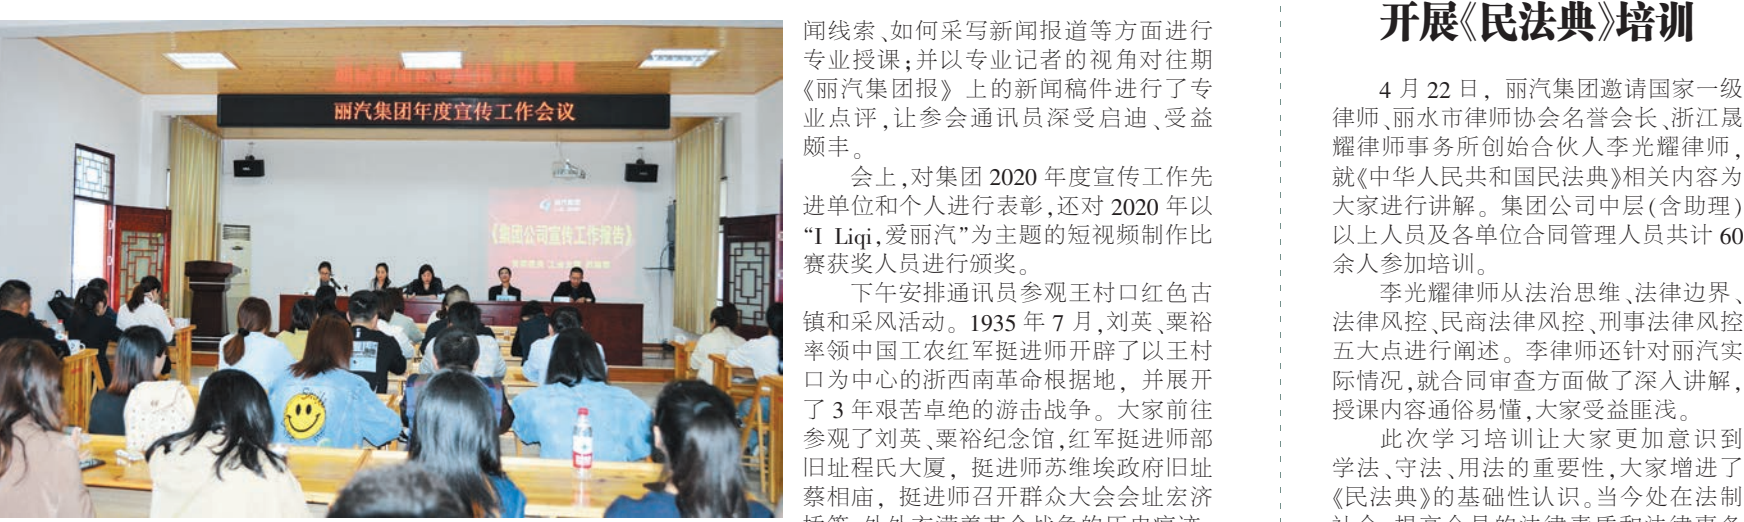 丽汽集团年度宣传工作会议
《集团公司宣传工作报告》
闻线索、如何采写新闻报道等方面进行
专业授课；并以专业记者的视角对往期
《丽汽集团报》上的新闻稿件进行了专
业点评，让参会通讯员深受启迪、受益
颇丰。
会上，对集团 2020 年度宣传工作先
进单位和个人进行表彰，还对 2020 年以
“I Liqi，爱丽汽”为主题的短视频制作比
赛获奖人员进行颁奖。
下午安排通讯员参观王村口红色古
镇和采风活动。1935 年 7 月，刘英、粟裕
率领中国工农红军挺进师开辟了以王村
口为中心的浙西南革命根据地，并展开
了 3 年艰苦卓绝的游击战争。大家前往
参观了刘英、粟裕纪念馆，红军挺进师部
旧址程氏大厦，挺进师苏维埃政府旧址
蔡相庙，挺进师召开群众大会会址宏济
开展《民法典》培训
4 月 22 日，丽汽集团邀请国家一级
律师、丽水市律师协会名誉会长、浙江晟
耀律师事务所创始合伙人李光耀律师，
就《中华人民共和国民法典》相关内容为
大家进行讲解。集团公司中层（含助理）
以上人员及各单位合同管理人员共计 60
余人参加培训。
李光耀律师从法治思维、法律边界、
法律风控、民商法律风控、刑事法律风控
五大点进行阐述。李律师还针对丽汽实
际情况，就合同审查方面做了深入讲解，
授课内容通俗易懂，大家受益匪浅。
此次学习培训让大家更加意识到
学法、守法、用法的重要性，大家增进了
《民法典》的基础性认识。当今处在法制